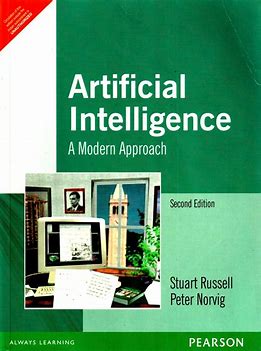 Artificial
Intelligence
A Modern Approach
Second Edition
Stuart Russell
Peter Norvig
ALWAYS LEARNING
PEARSON